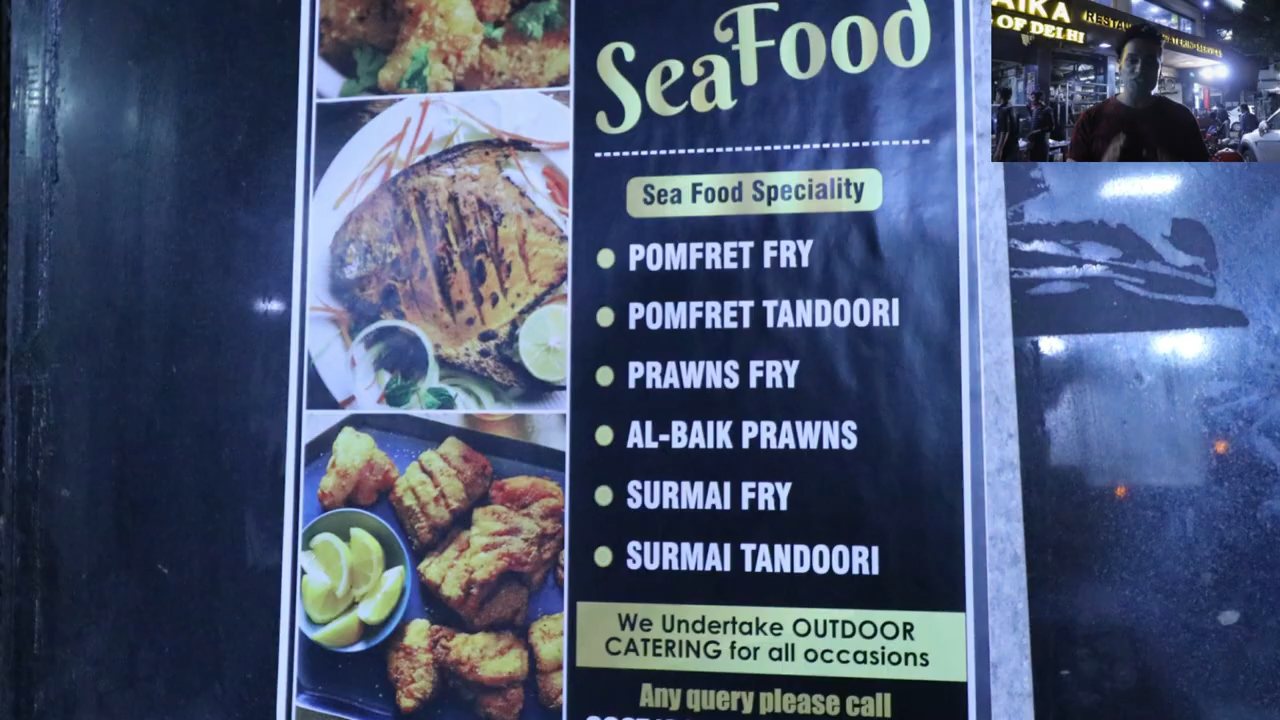 SeaFood
Sea Food Speciality
POMFRET FRY
POMFRET TANDOORI
PRAWNS FRY
AL-BAIK PRAWNS
SURMAI FRY
SURMAI TANDOORI
We Undertake OUTDOOR
CATERING for all occasions
Any query please call
OF DELHI